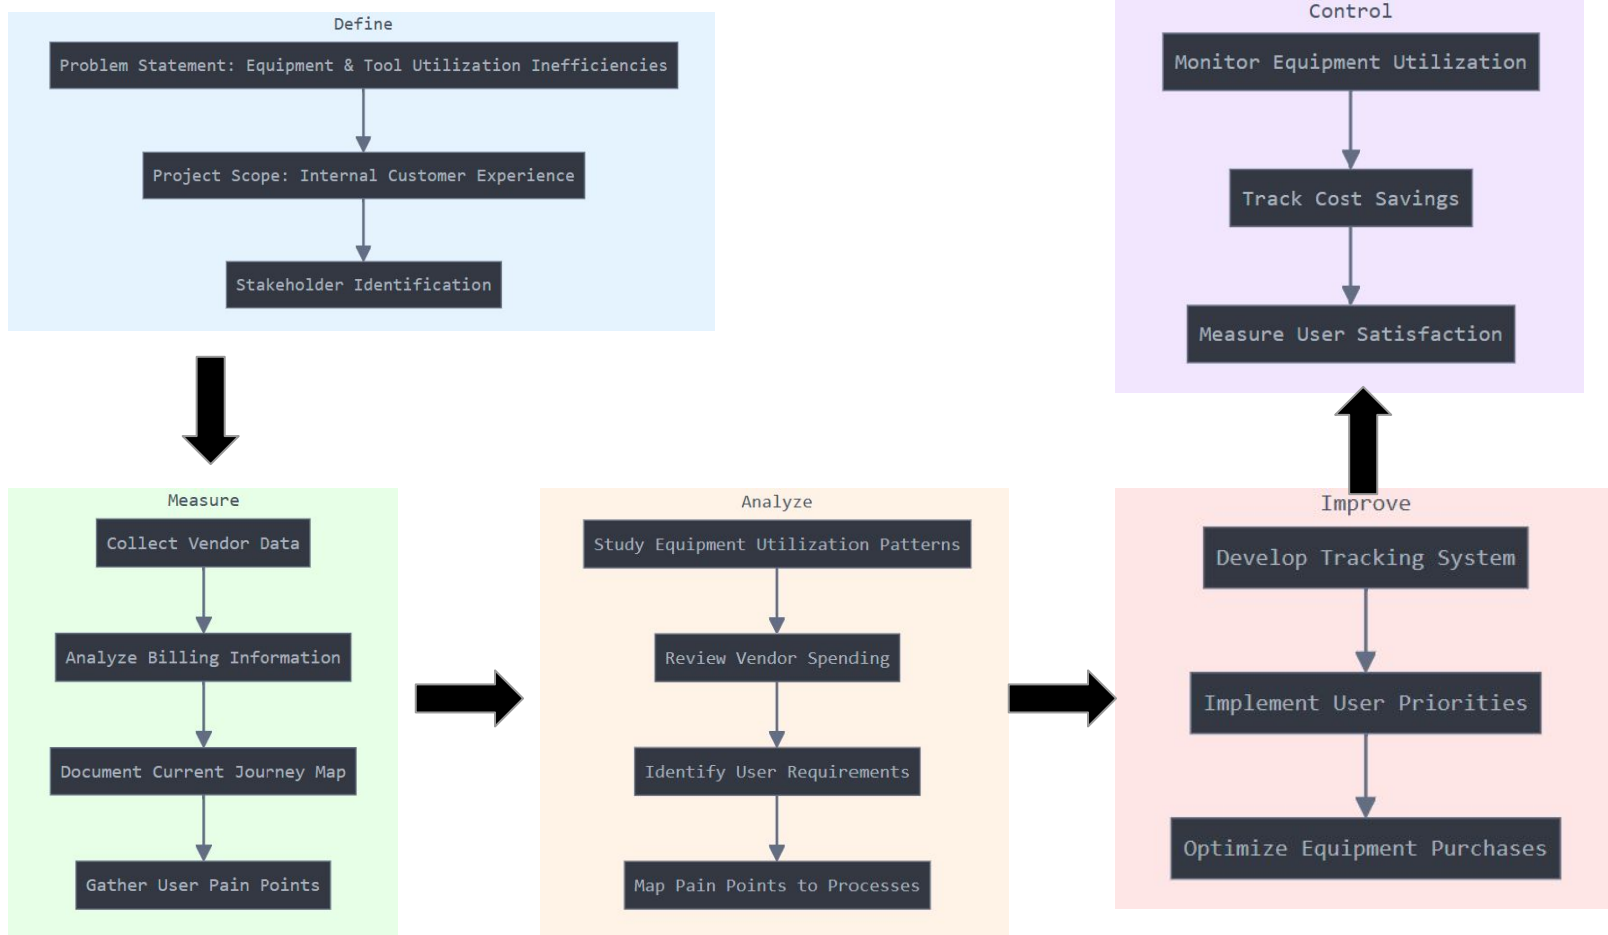 Define
Problem Statement: Equipment & Tool Utilization Inefficiencies
Project Scope: Internal Customer Experience
Stakeholder Identification
Measure
Collect Vendor Data
Analyze Billing Information
Document Current Journey Map
Gather User Pain Points
Analyze
Study Equipment Utilization Patterns
Review Vendor Spending
Identify User Requirements
Map Pain Points to Processes
Improve
Develop Tracking System
Implement User Priorities
Optimize Equipment Purchases
Control
Monitor Equipment Utilization
Track Cost Savings
Measure User Satisfaction